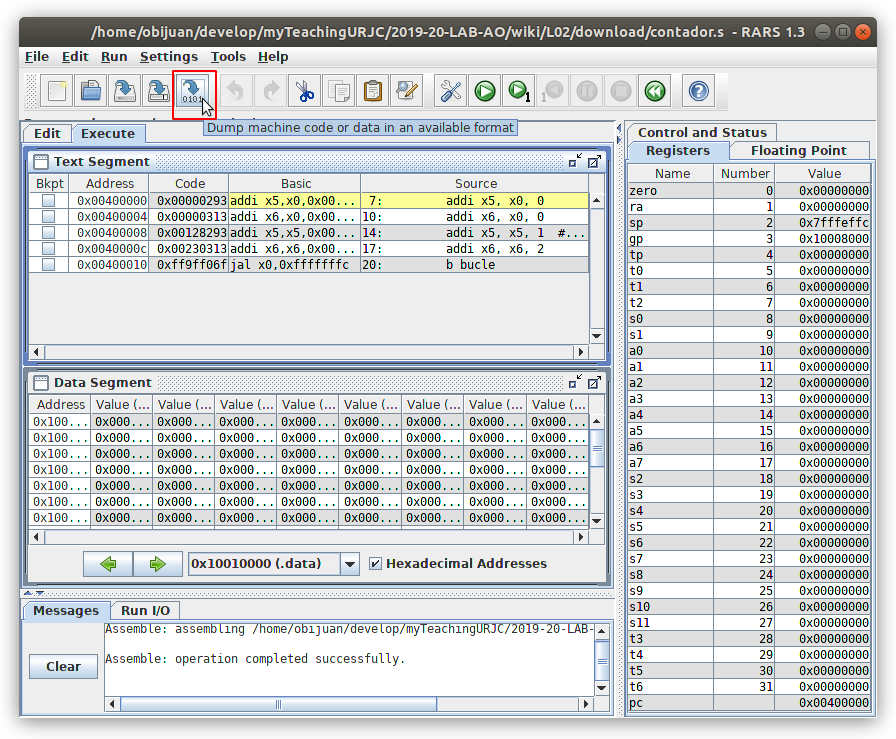 /home/obijuan/develop/myTeachingURJC/2019-20-LAB-AO/wiki/L02/download/contador.s - RARS 1.3
File Edit Run Settings Tools Help
0101
1
1
Edit Execute
Dump machine code or data in an available format
Text Segment
Bkpt Address Code Basic Source
0x00400000 0x00000293 addi x5,x0,0x00... 7: addi x5, x0, 0
0x00400004 0x00000313 addi x6,x0,0x00... 10: addi x6, x0, 0
0x00400008 0x00128293 addi x5,x5,0x00... 14: addi x5, x5, 1 #...
0x0040000c 0x00230313 addi x6,x6,0x00... 17: addi x6, x6, 2
0x00400010 0xff9ff06f jal x0,0xfffffffc 20: b bucle
Data Segment
Address Value (... Value (... Value (... Value (... Value (... Value (... Value (... Value (...
0x100... 0x000... 0x000... 0x000... 0x000... 0x000... 0x000... 0x000... 0x000...
0x100... 0x000... 0x000... 0x000... 0x000... 0x000... 0x000... 0x000... 0x000...
0x100... 0x000... 0x000... 0x000... 0x000... 0x000... 0x000... 0x000... 0x000...
0x100... 0x000... 0x000... 0x000... 0x000... 0x000... 0x000... 0x000... 0x000...
0x100... 0x000... 0x000... 0x000... 0x000... 0x000... 0x000... 0x000... 0x000...
0x100... 0x000... 0x000... 0x000... 0x000... 0x000... 0x000... 0x000... 0x000...
0x100... 0x000... 0x000... 0x000... 0x000... 0x000... 0x000... 0x000... 0x000...
0x10010000 (.data) Hexadecimal Addresses
Messages Run I/O
Assemble: assembling /home/obijuan/develop/myTeachingURJC/2019-20-LAB-
Assemble: operation completed successfully.
Clear
Control and Status
Registers Floating Point
Name Number Value
zero 0 0x00000000
ra 1 0x00000000
sp 2 0x7fffeffc
gp 3 0x10008000
tp 4 0x00000000
t0 5 0x00000000
t1 6 0x00000000
t2 7 0x00000000
s0 8 0x00000000
s1 9 0x00000000
a0 10 0x00000000
a1 11 0x00000000
a2 12 0x00000000
a3 13 0x00000000
a4 14 0x00000000
a5 15 0x00000000
a6 16 0x00000000
a7 17 0x00000000
s2 18 0x00000000
s3 19 0x00000000
s4 20 0x00000000
s5 21 0x00000000
s6 22 0x00000000
s7 23 0x00000000
s8 24 0x00000000
s9 25 0x00000000
s10 26 0x00000000
s11 27 0x00000000
t3 28 0x00000000
t4 29 0x00000000
t5 30 0x00000000
t6 31 0x00000000
pc 0x00400000